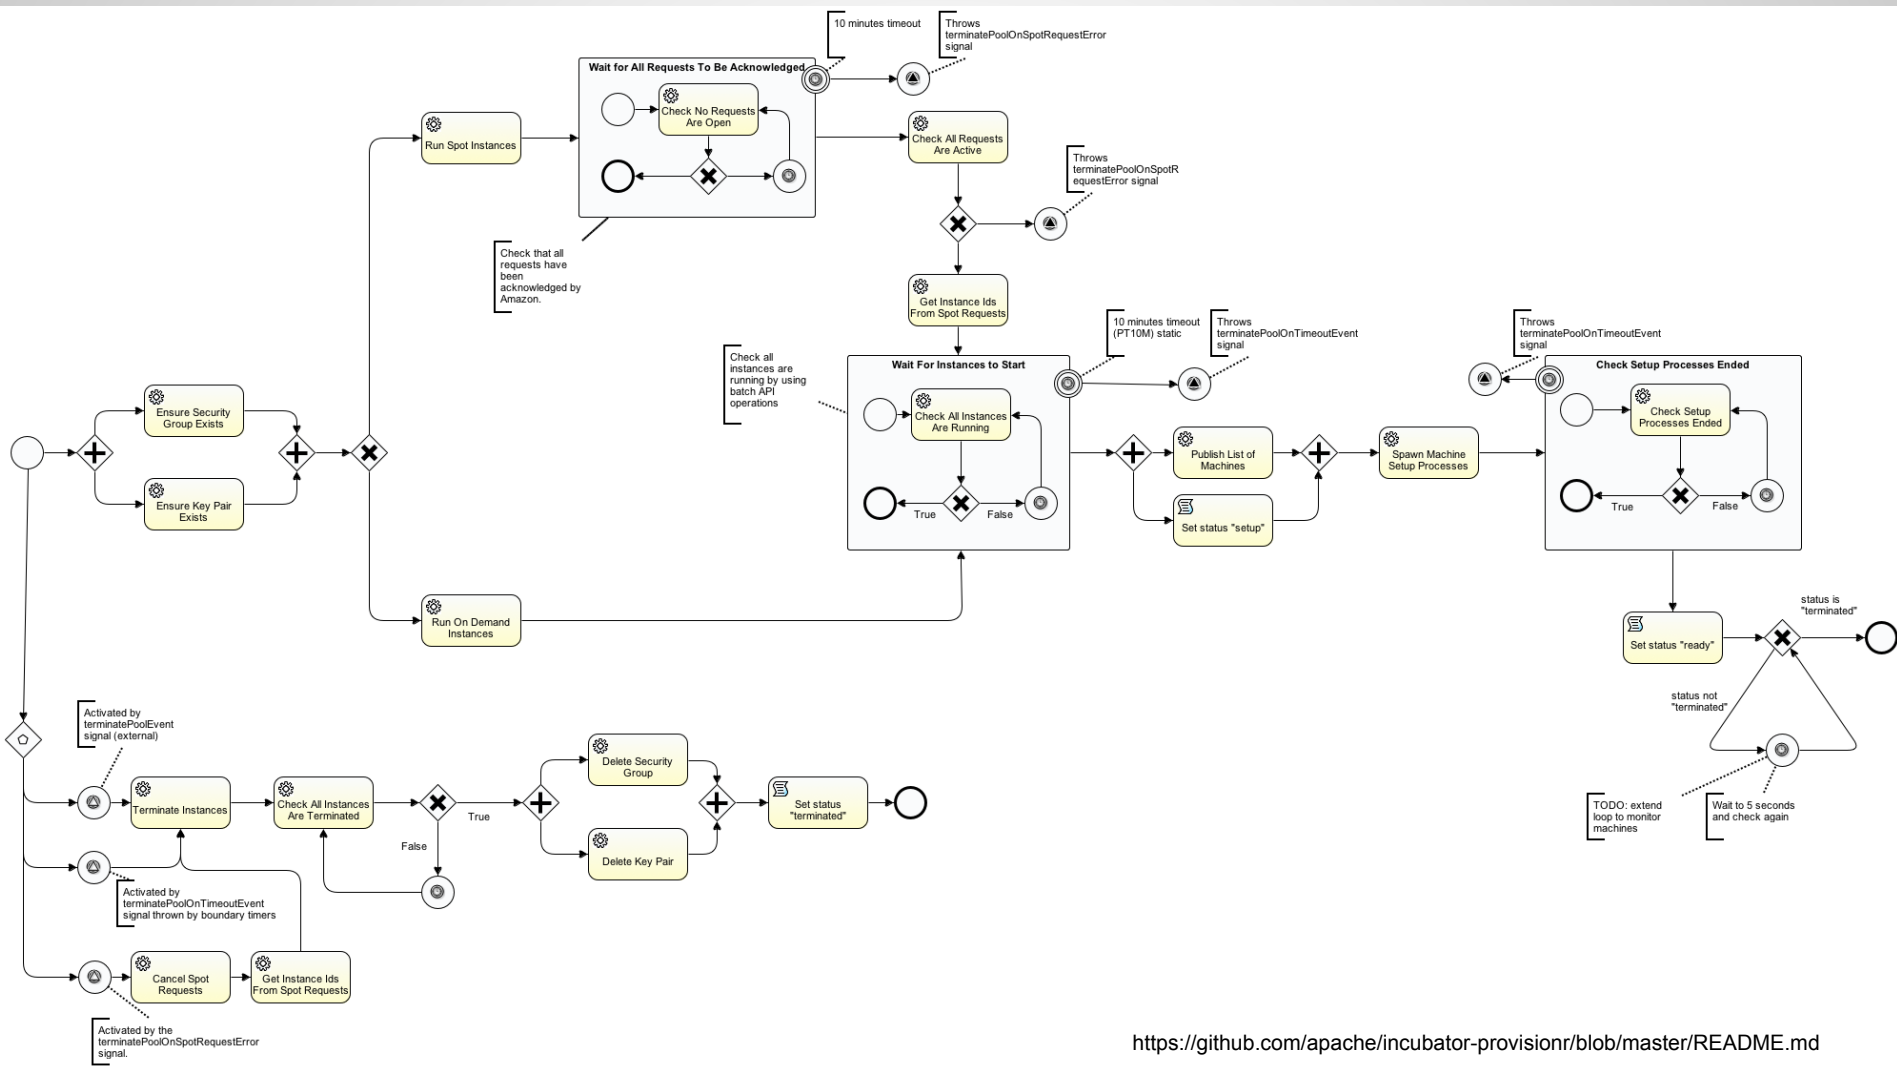 10 minutes timeout
Throws
terminatePoolOnSpotRequestError
signal
Wait for All Requests To Be Acknowledged
Check No Requests
Are Open
Run Spot Instances
Check All Requests
Are Active
Throws
terminatePoolOnSpotR
equestError signal
Check that all
requests have
been
acknowledged by
Amazon.
Get Instance Ids
From Spot Requests
10 minutes timeout
(PT10M) static
Throws
terminatePoolOnTimeoutEvent
signal
Throws
terminatePoolOnTimeoutEvent
signal
Check all
instances are
running by using
batch API
operations
Wait For Instances to Start
Check All Instances
Are Running
True
False
Check Setup Processes Ended
Check Setup
Processes Ended
True
False
Ensure Security
Group Exists
Ensure Key Pair
Exists
Publish List of
Machines
Set status "setup"
Spawn Machine
Setup Processes
Run On Demand
Instances
Set status "ready"
status is
"terminated"
status not
"terminated"
TODO: extend
loop to monitor
machines
Wait to 5 seconds
and check again
Activated by
terminatePoolEvent
signal (external)
Terminate Instances
Check All Instances
Are Terminated
True
False
Delete Security
Group
Delete Key Pair
Set status
"terminated"
Activated by
terminatePoolOnTimeoutEvent
signal thrown by boundary timers
Cancel Spot
Requests
Get Instance Ids
From Spot Requests
Activated by the
terminatePoolOnSpotRequestError
signal.
https://github.com/apache/incubator-provisionr/blob/master/README.md